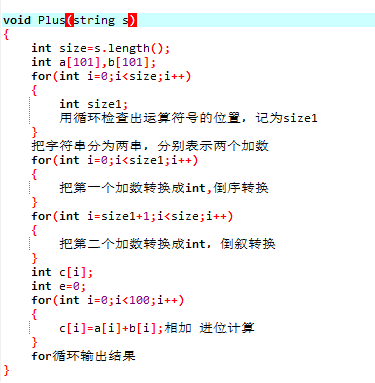 void Plus(string s)
{
    int size=s.length();
    int a[101],b[101];
    for(int i=0;i<size;i++)
    {
        int size1;
        用循环检查出运算符号的位置，记为size1
    }
    把字符串分为两串，分别表示两个加数
    for(int i=0;i<size1;i++)
    {
        把第一个加数转换成int,倒序转换
    }
    for(int i=size1+1;i<size;i++)
    {
        把第二个加数转换成int，倒叙转换
    }
    int c[i];
    int e=0;
    for(int i=0;i<100;i++)
    {
        c[i]=a[i]+b[i];相加 进位计算
    }
    for循环输出结果
}